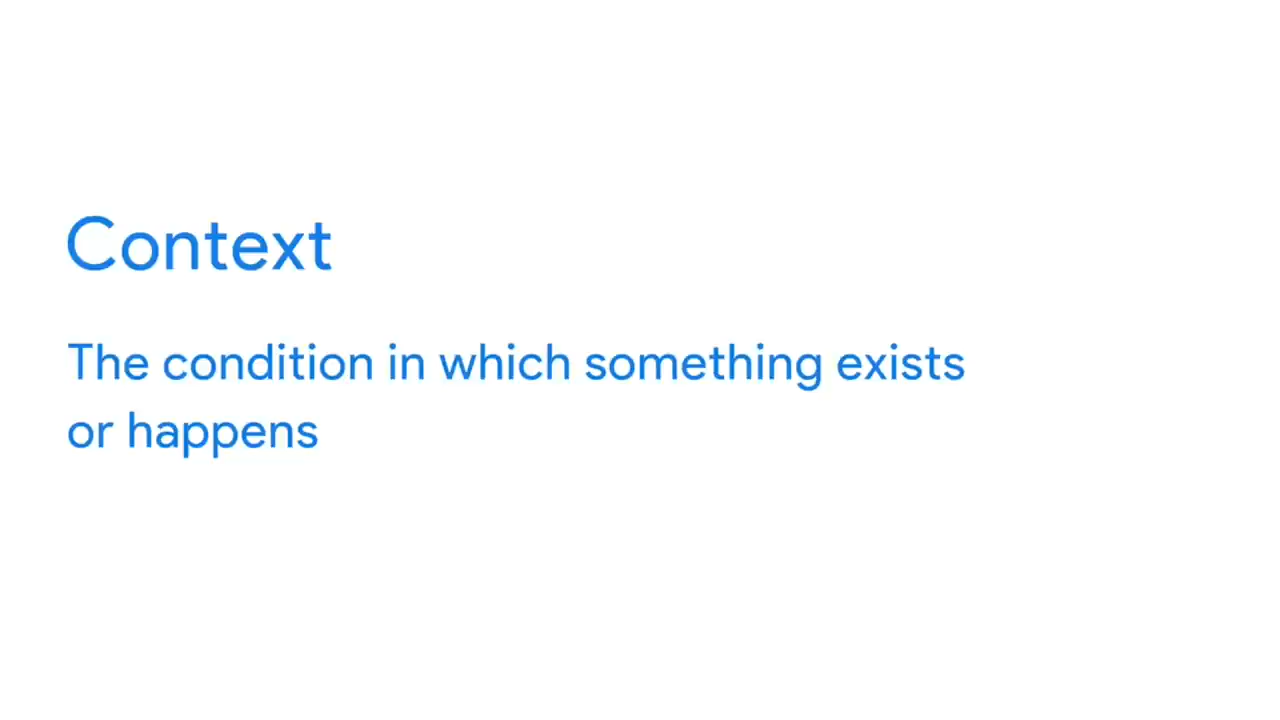 Context
The condition in which something exists
or happens